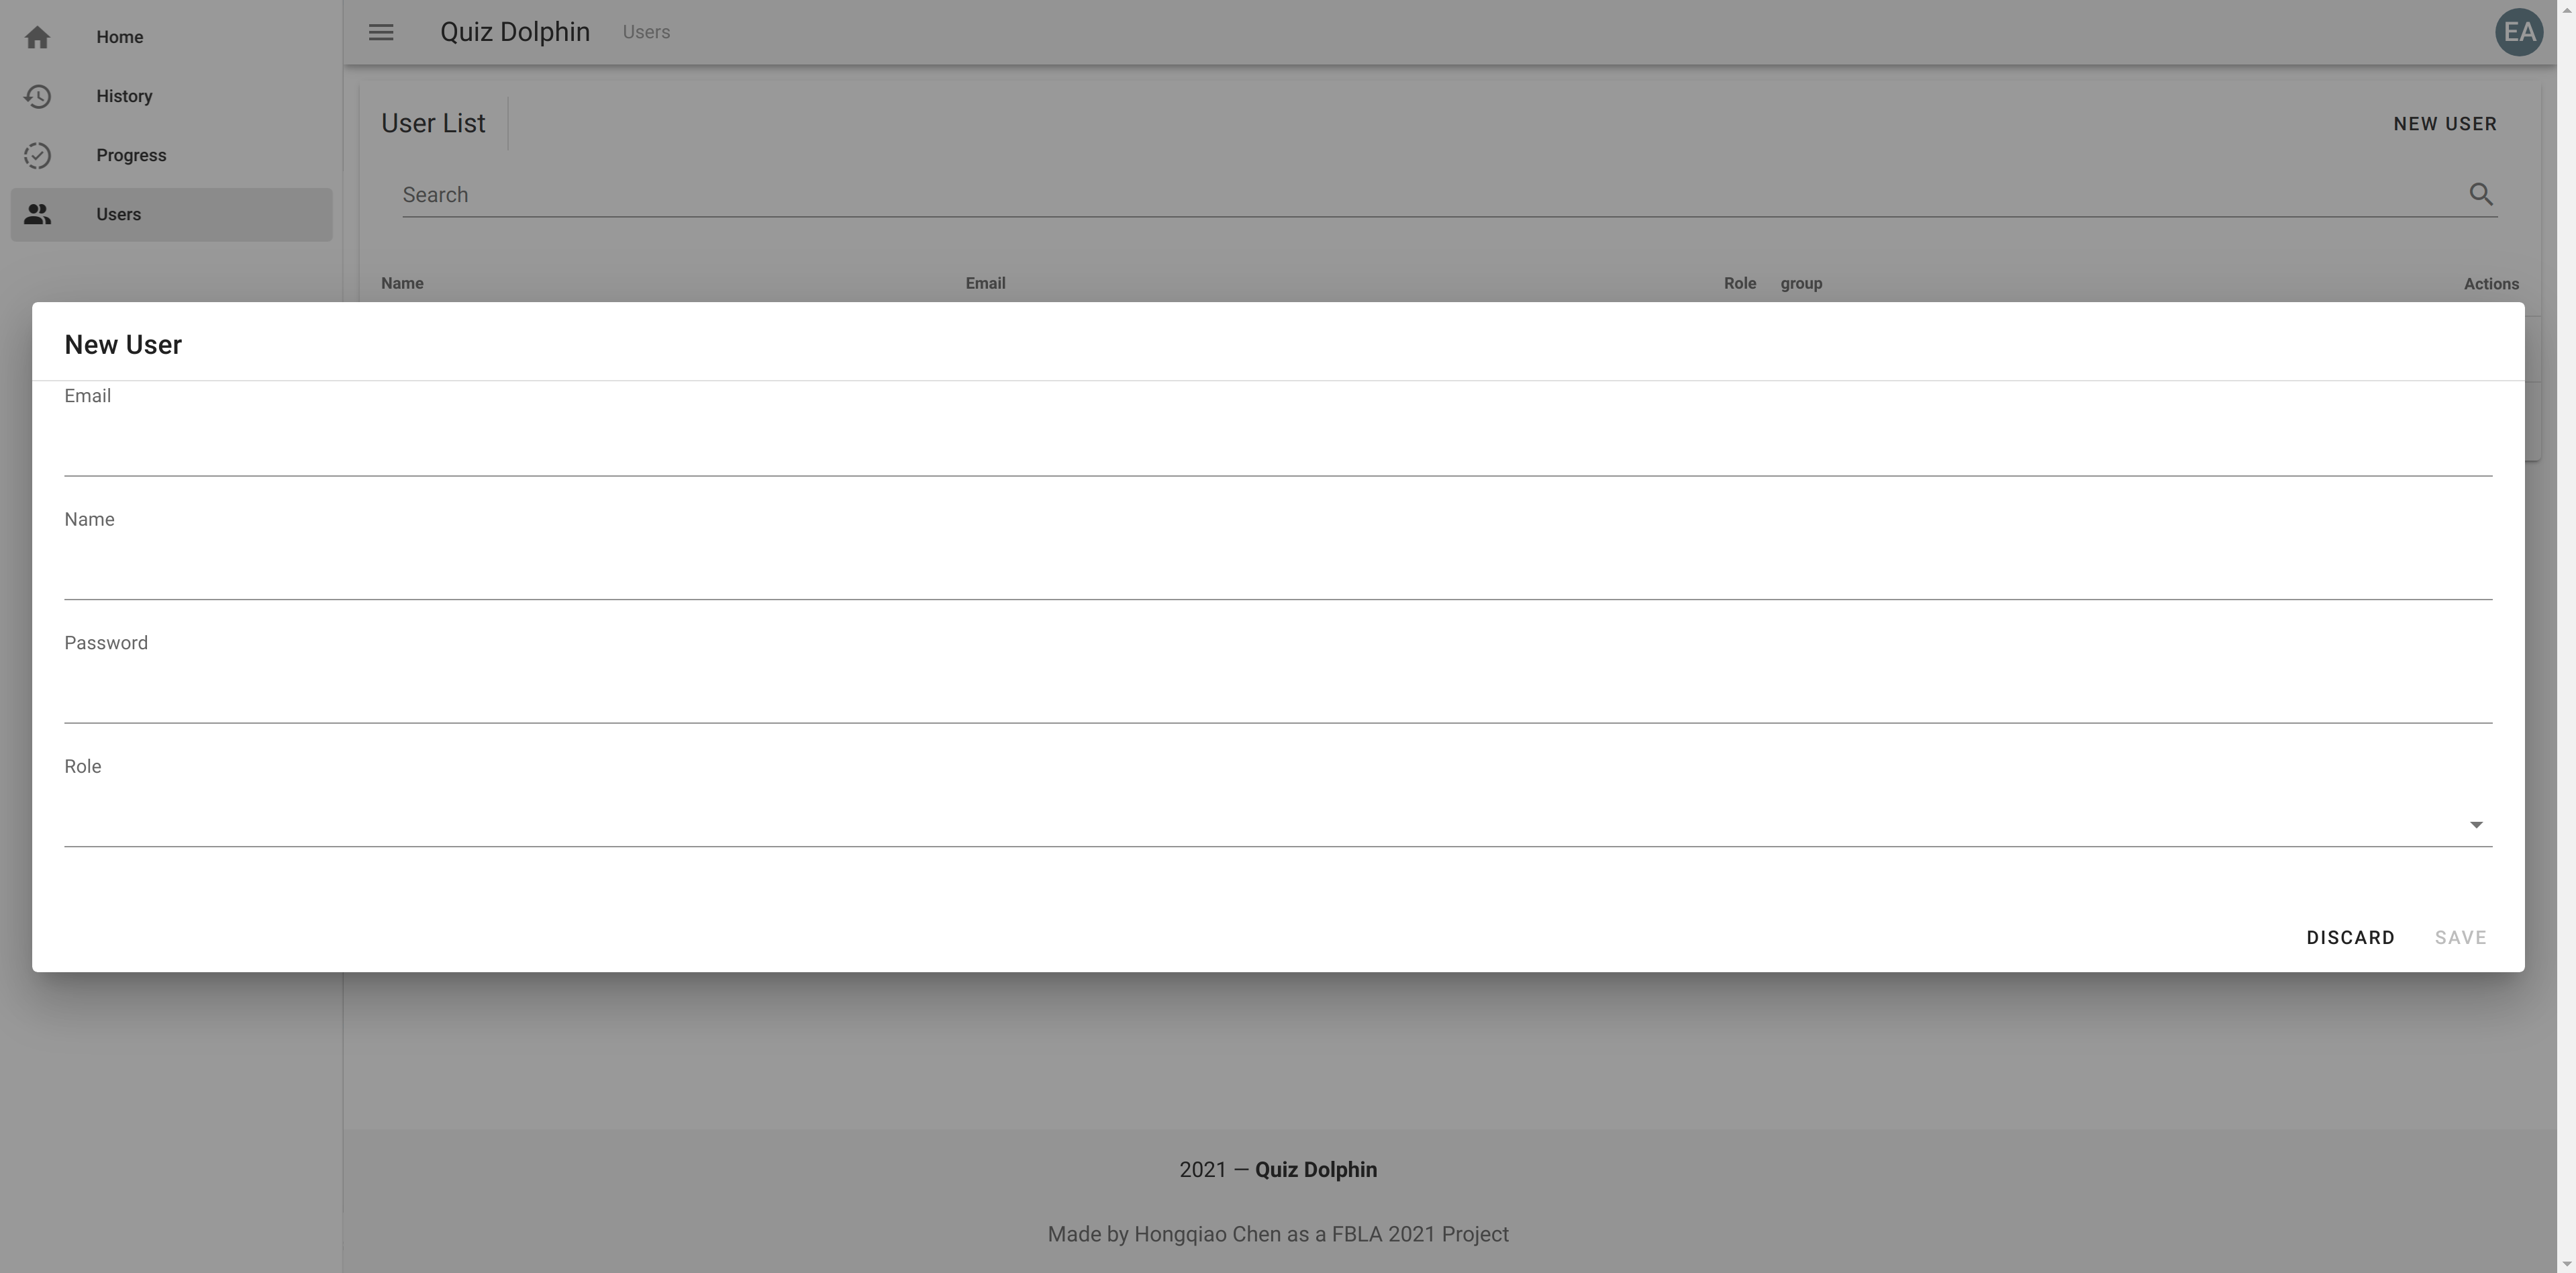 Home
History
Progress
Users
Quiz Dolphin Users
EA
User List
NEW USER
Search
Name Email Role group Actions
New User
Email
Name
Password
Role
DISCARD SAVE
2021 — Quiz Dolphin
Made by Hongqiao Chen as a FBLA 2021 Project